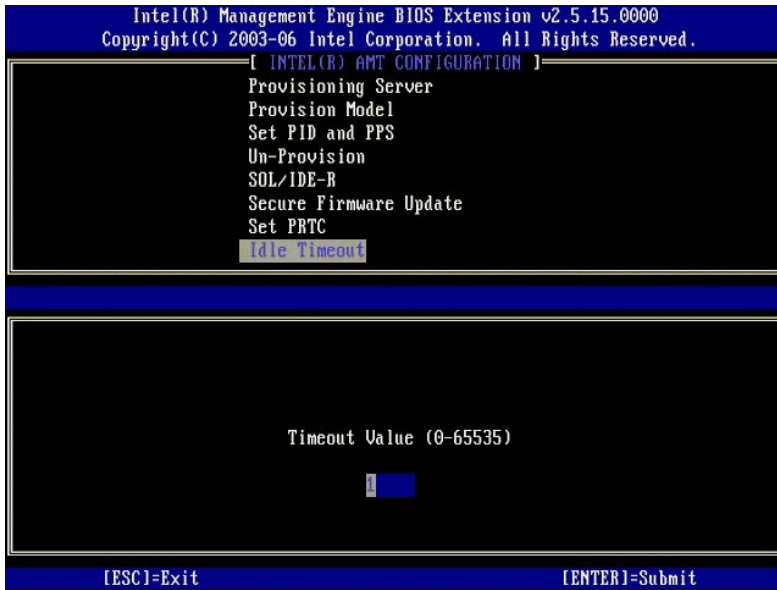 Intel(R) Management Engine BIOS Extension v2.5.15.0000
Copyright(C) 2003-06 Intel Corporation. All Rights Reserved.
[ INTEL(R) AMT CONFIGURATION ]
Provisioning Server
Provision Model
Set PID and PPS
Un-Provision
SOL/IDE-R
Secure Firmware Update
Set PRTC
Idle Timeout
Timeout Value (0-65535)
1
[ESC]=Exit [ENTER]=Submit